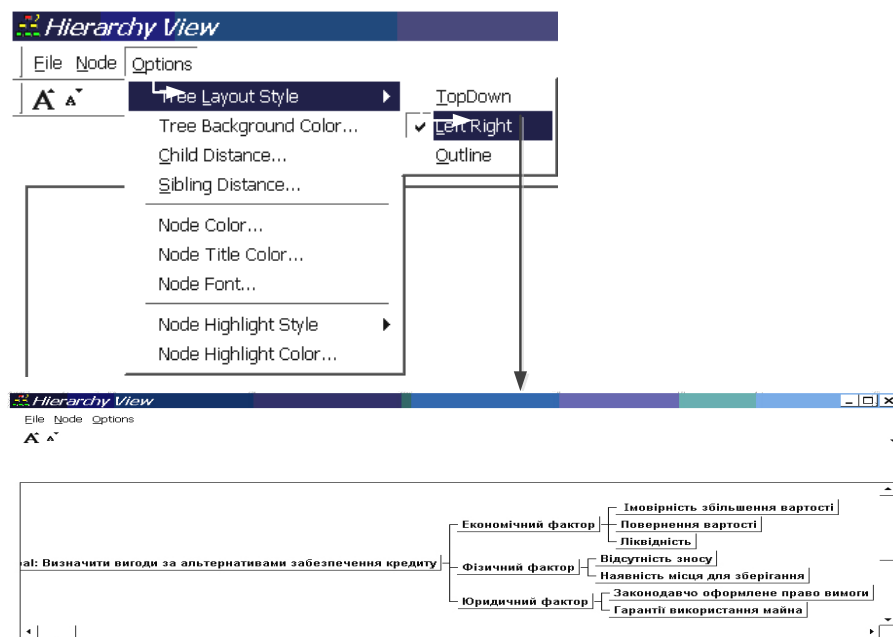 Hierarchy View
File Node Options
A A
Tree Layout Style
TopDown
Tree Background Color...
Left Right
Child Distance...
Outline
Sibling Distance...
Node Color...
Node Title Color...
Node Font...
Node Highlight Style
Node Highlight Color...
Hierarchy View
File Node Options
A A
Імовірність збільшення вартості
Економічний фактор
Повернення вартості
Ліквідність
al: Визначити вигоди за альтернативами забезпечення кредиту
Відсутність зносу
Фізичний фактор
Наявність місця для зберігання
Законодавчо оформлене право вимоги
Юридичний фактор
Гарантії використання майна